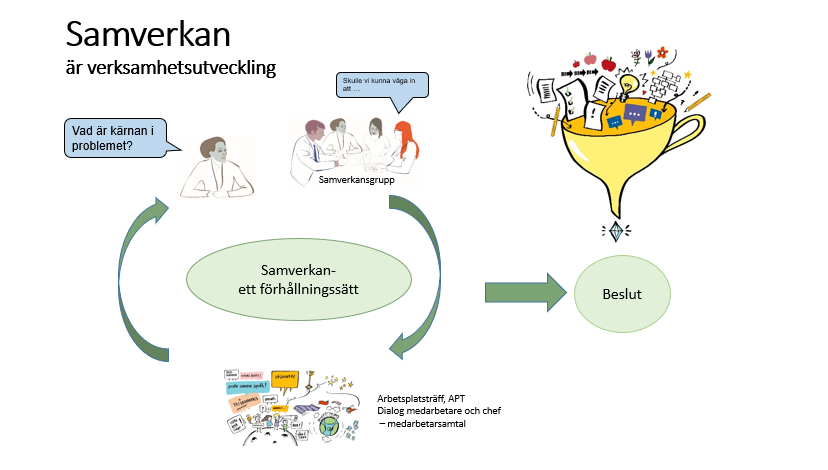 Samverkan
är verksamhetsutveckling
Skulle vi kunna våga in
att …
Vad är kärnan i
problemet?
Samverkansgrupp
Samverkan-
ett förhållningssätt
Beslut
Arbetsplatsträff, APT
Dialog medarbetare och chef
– medarbetarsamtal